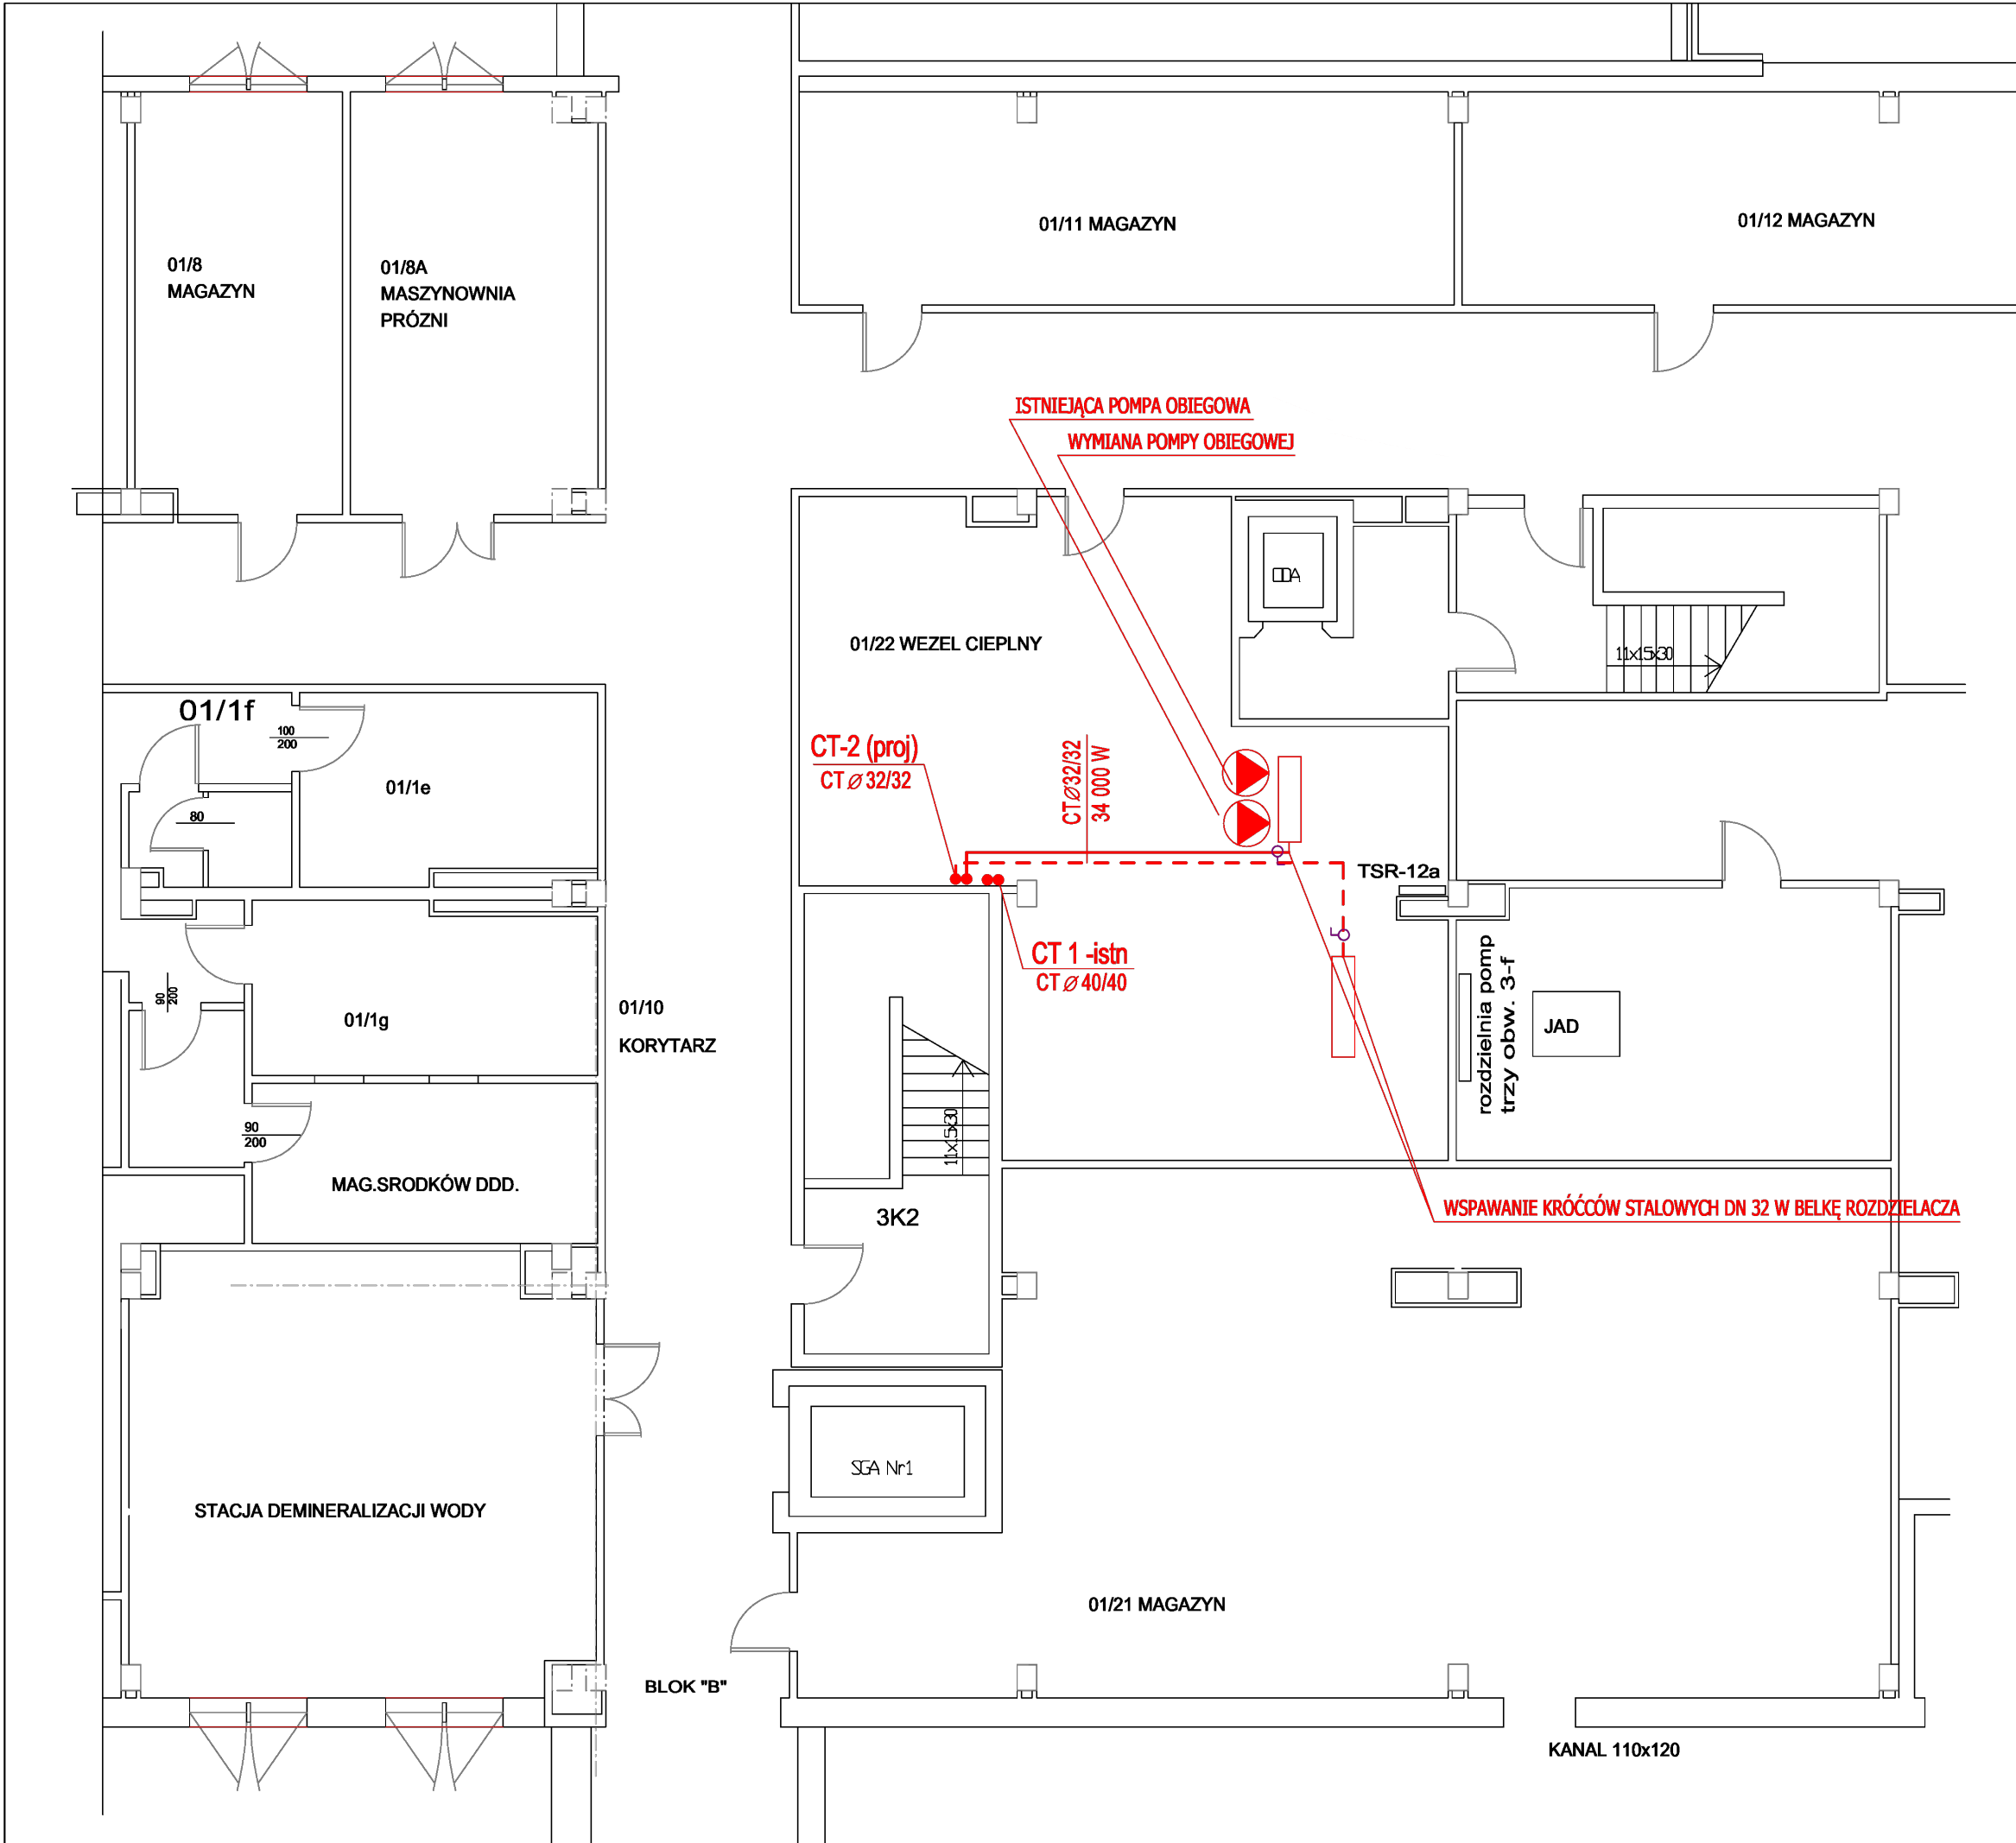 01/8
MAGAZYN
01/8A
MASZYNOWNIA
PRÓZNI
01/11 MAGAZYN
01/12 MAGAZYN
ISTNIEJĄCA POMPA OBIEGOWA
WYMIANA POMPY OBIEGOWEJ
ODA
01/22 WEZEL CIEPLNY
11x15x30
01/1f
100
200
01/1e
80
CT-2 (proj)
CT Ø 32/32
CT Ø32/32
34 000 W
TSR-12a
CT 1 -istn
CT Ø 40/40
90
200
01/1g
01/10
KORYTARZ
rozdzielnia pomp
trzy obw. 3-f
JAD
11x15x30
90
200
MAG.SRODKÓW DDD.
3K2
WSPAWANIE KRÓĆCÓW STALOWYCH DN 32 W BELKĘ ROZDZIELACZA
SGA Nr1
STACJA DEMINERALIZACJI WODY
01/21 MAGAZYN
BLOK "B"
KANAL 110x120